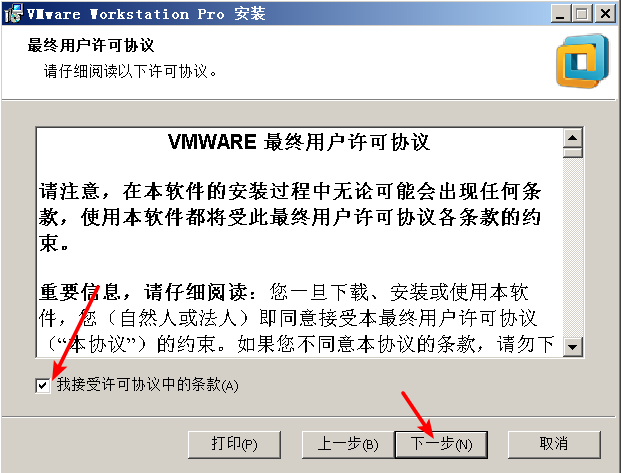 VMware Workstation Pro 安装
最终用户许可协议
请仔细阅读以下许可协议。
VMWARE 最终用户许可协议
请注意，在本软件的安装过程中无论可能会出现任何条
款，使用本软件都将受此最终用户许可协议各条款的约
束。
重要信息，请仔细阅读：您一旦下载、安装或使用本软
件，您（自然人或法人）即同意接受本最终用户许可协议
（“本协议”）的约束。如果您不同意本协议的条款，请勿下
我接受许可协议中的条款(A)
打印(P)
上一步(B)
下一步(N)
取消